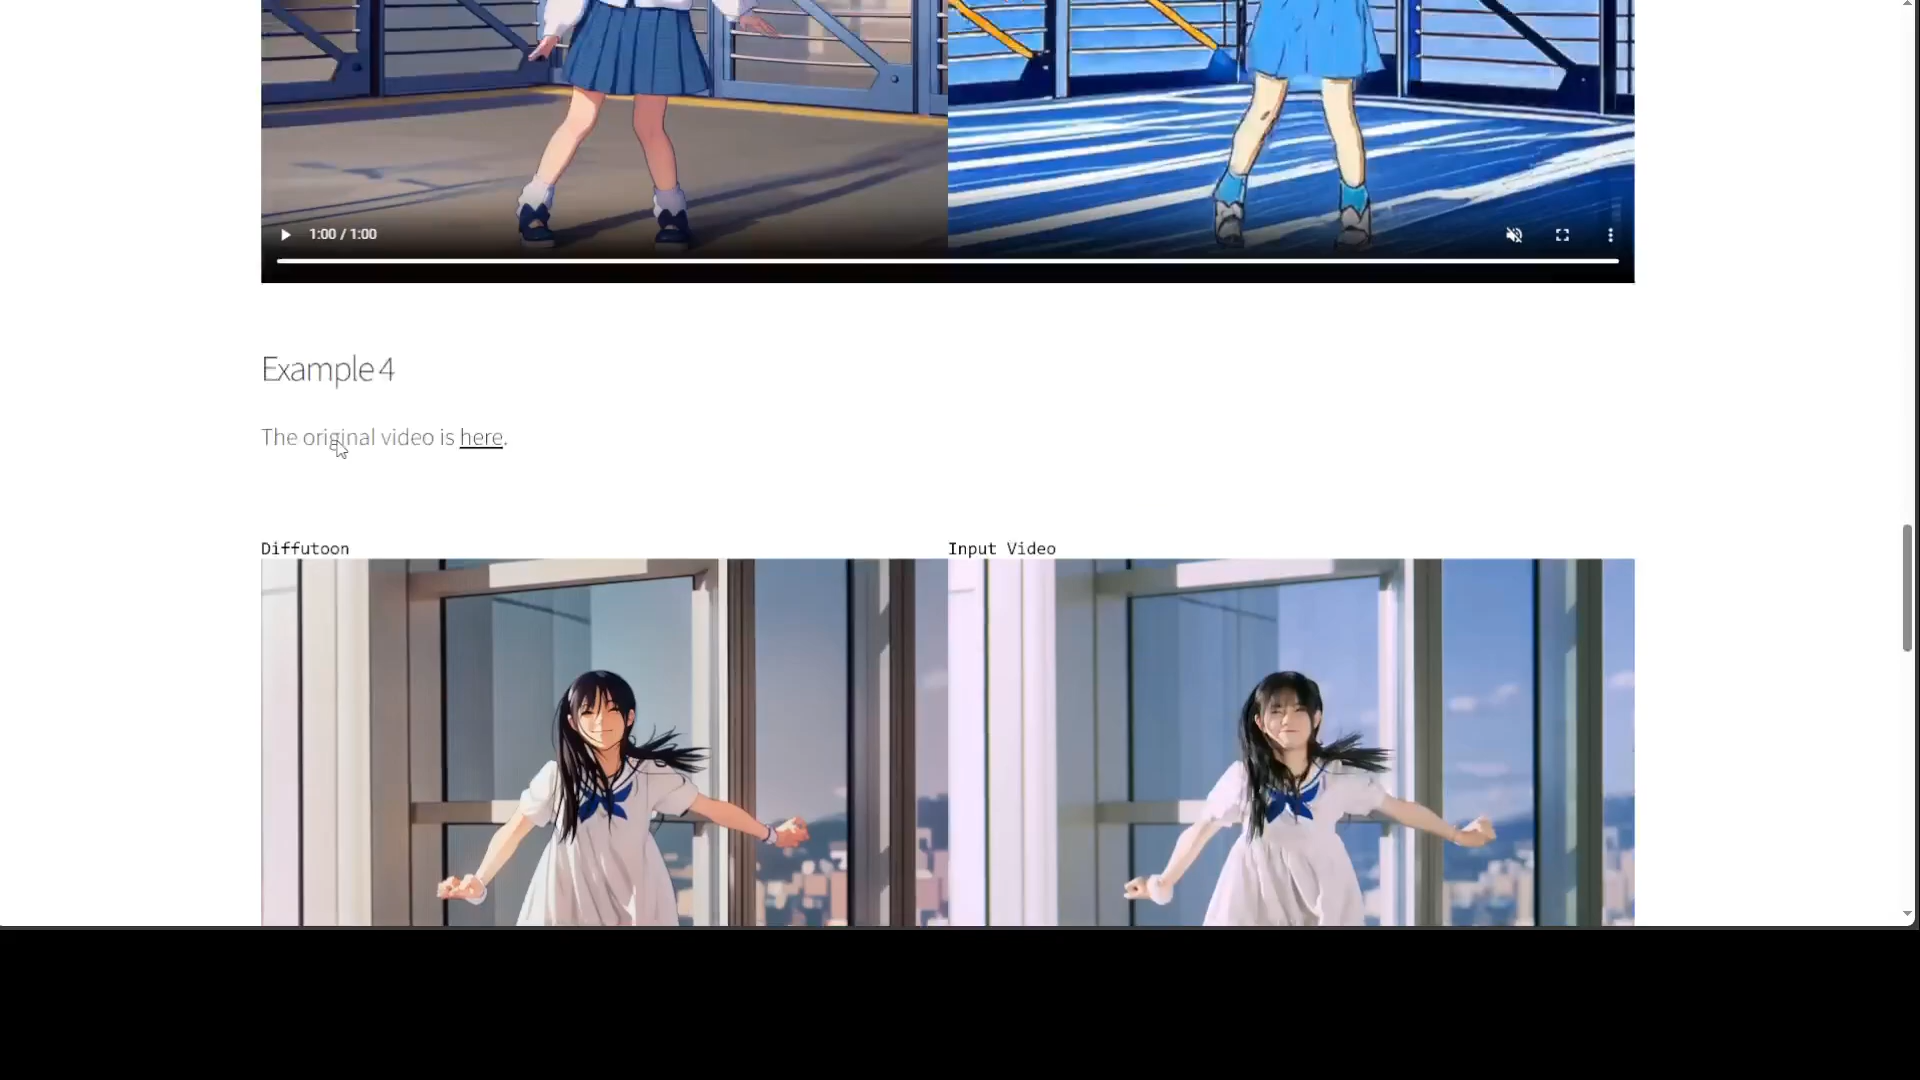 1:00 / 1:00
Example 4
The original video is here.
Diffutoon
Input Video